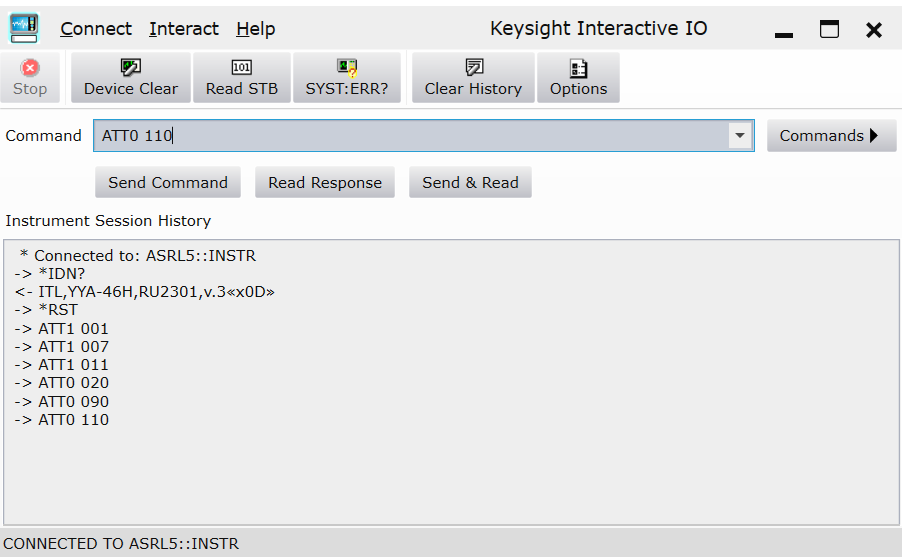 Connect Interact Help Keysight Interactive IO
Stop Device Clear 101 Read STB SYST:ERR? Clear History Options
Command ATT0 110 Commands
Send Command Read Response Send & Read
Instrument Session History
* Connected to: ASRL5::INSTR
-> *IDN?
<- ITL,YYA-46H,RU2301,v.3«x0D»
-> *RST
-> ATT1 001
-> ATT1 007
-> ATT1 011
-> ATT0 020
-> ATT0 090
-> ATT0 110
CONNECTED TO ASRL5::INSTR